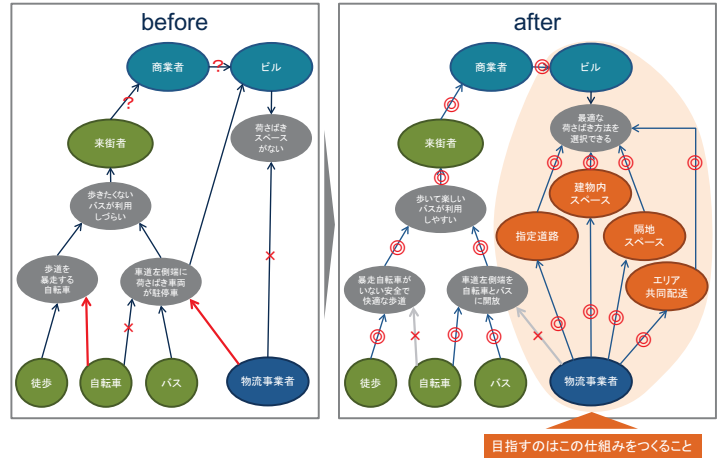 before
商業者
?
ビル
?
来街者
荷さばき
スペース
がない
歩きたくない
バスが利用
しづらい
×
歩道を
暴走する
自転車
車道左側端に
荷さばき車両
が駐停車
×
徒歩
自転車
バス
物流事業者
after
商業者
◎
ビル
◎
来街者
最適な
荷さばき方法を
選択できる
◎
◎
◎
◎
◎
歩いて楽しい
バスが利用
しやすい
建物内
スペース
指定道路
隔地
スペース
◎
◎
暴走自転車が
いない安全で
快適な歩道
車道左側端を
自転車とバス
に開放
エリア
共同配送
◎
×
◎
◎
×
◎
◎
◎
◎
徒歩
自転車
バス
物流事業者
目指すのはこの仕組みをつくること